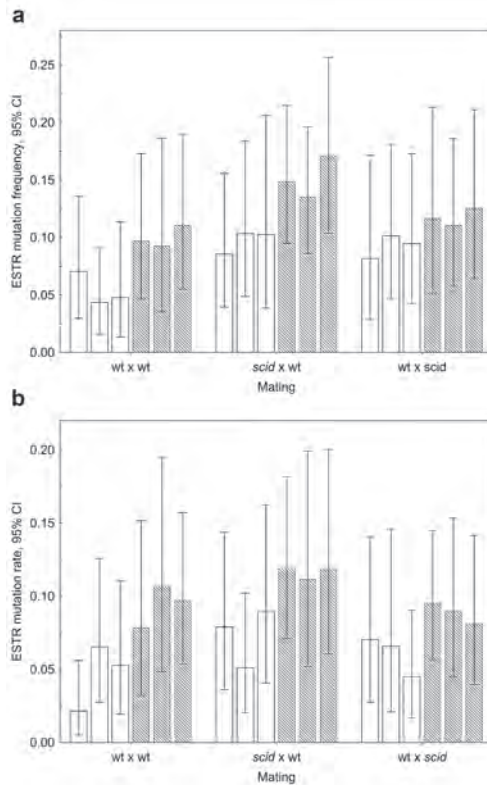 a
ESTR mutation frequency, 95% CI
0.25
0.20
0.15
0.10
0.05
0.00
wt x wt
scid x wt
wt x scid
Mating
b
ESTR mutation rate, 95% CI
0.20
0.15
0.10
0.05
0.00
wt x wt
scid x wt
wt x scid
Mating